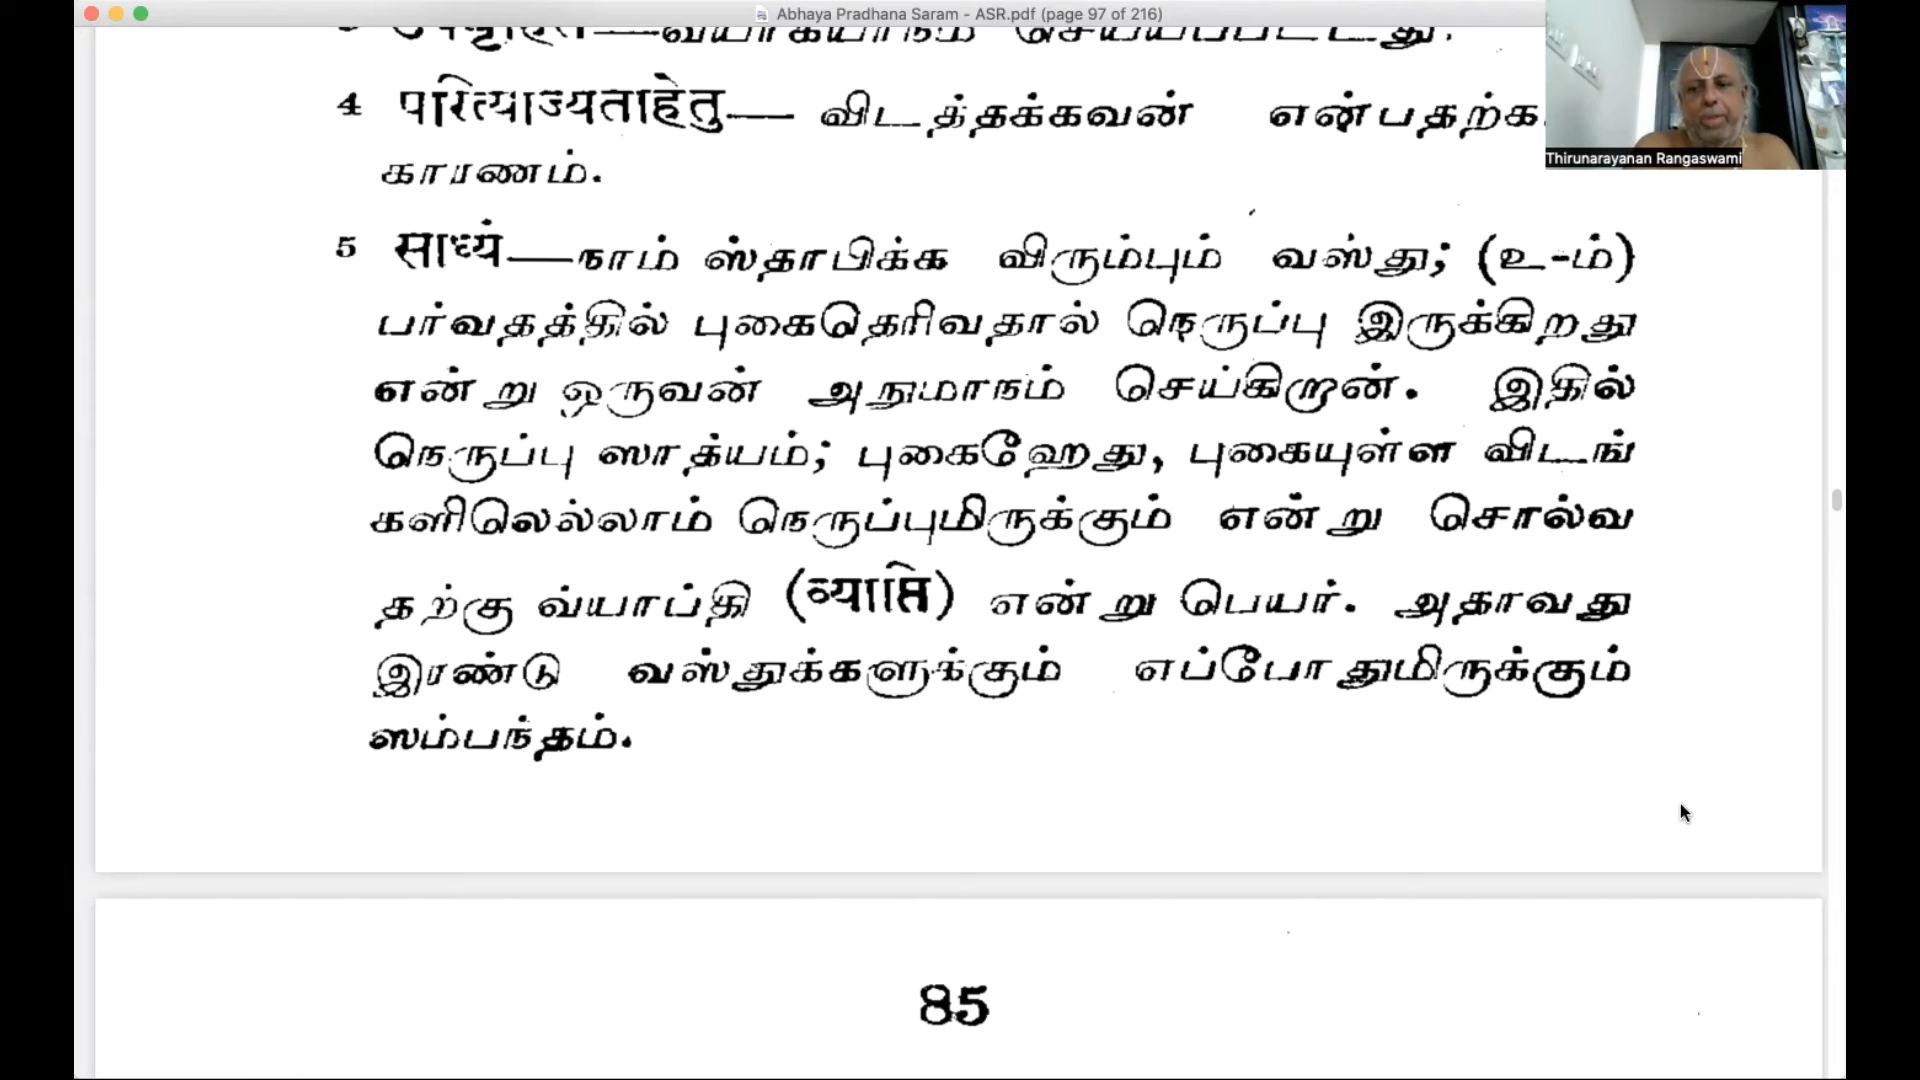 Abhaya Pradhana Saram - ASR.pdf (page 97 of 216)
Thirunarayanan Rangaswami
4 परित्याज्यताहेतु— விடத்தக்கவன் என்பதற்க
காரணம்.
5 साध्यं—நாம் ஸ்தாபிக்க விரும்பும் வஸ்து; (உ-ம்)
பர்வதத்தில் புகைதெரிவதால் நெருப்பு இருக்கிறது
என்று ஒருவன் அநுமாநம் செய்கிறான். இதில்
நெருப்பு ஸாத்யம்; புகைஹேது, புகையுள்ள விடங்
களிலெல்லாம் நெருப்புமிருக்கும் என்று சொல்வ
தற்கு வ்யாப்தி (व्याप्ति) என்று பெயர். அதாவது
இரண்டு வஸ்துக்களுக்கும் எப்போதுமிருக்கும்
ஸம்பந்தம்.
85